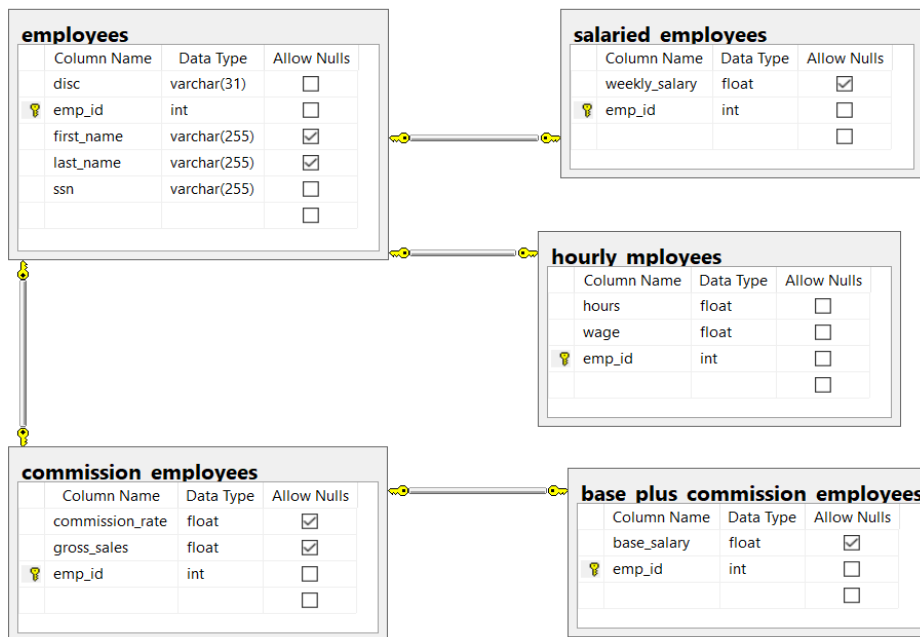 employees
Column Name Data Type Allow Nulls
disc varchar(31)
emp_id int
first_name varchar(255)
last_name varchar(255)
ssn varchar(255)
salaried_employees
Column Name Data Type Allow Nulls
weekly_salary float
emp_id int
hourly_mployees
Column Name Data Type Allow Nulls
hours float
wage float
emp_id int
commission_employees
Column Name Data Type Allow Nulls
commission_rate float
gross_sales float
emp_id int
base_plus_commission_employees
Column Name Data Type Allow Nulls
base_salary float
emp_id int